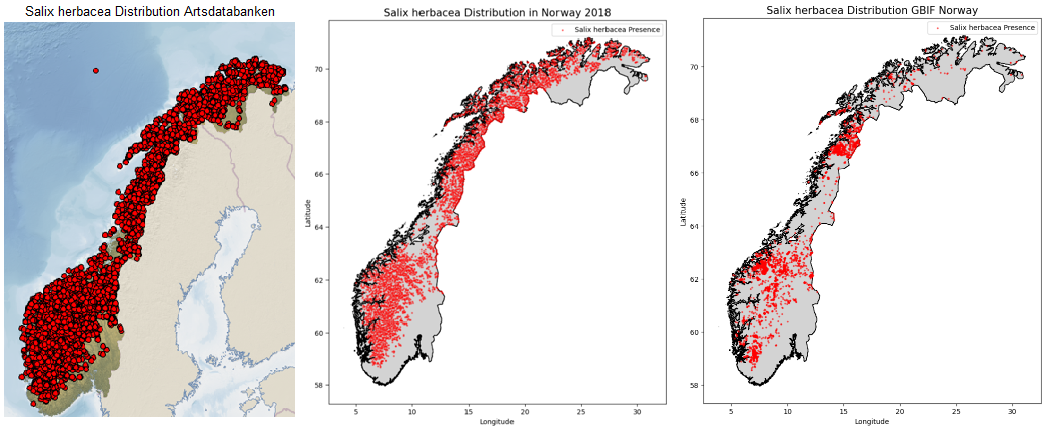 Salix herbacea Distribution Artsdatabanken
Salix herbacea Distribution in Norway 2018
Salix herbacea Presence
70
68
66
64
62
60
58
5
10
15
20
25
30
Latitude
Longitude
Salix herbacea Distribution GBIF Norway
Salix herbacea Presence
70
68
66
64
62
60
58
5
10
15
20
25
30
Latitude
Longitude